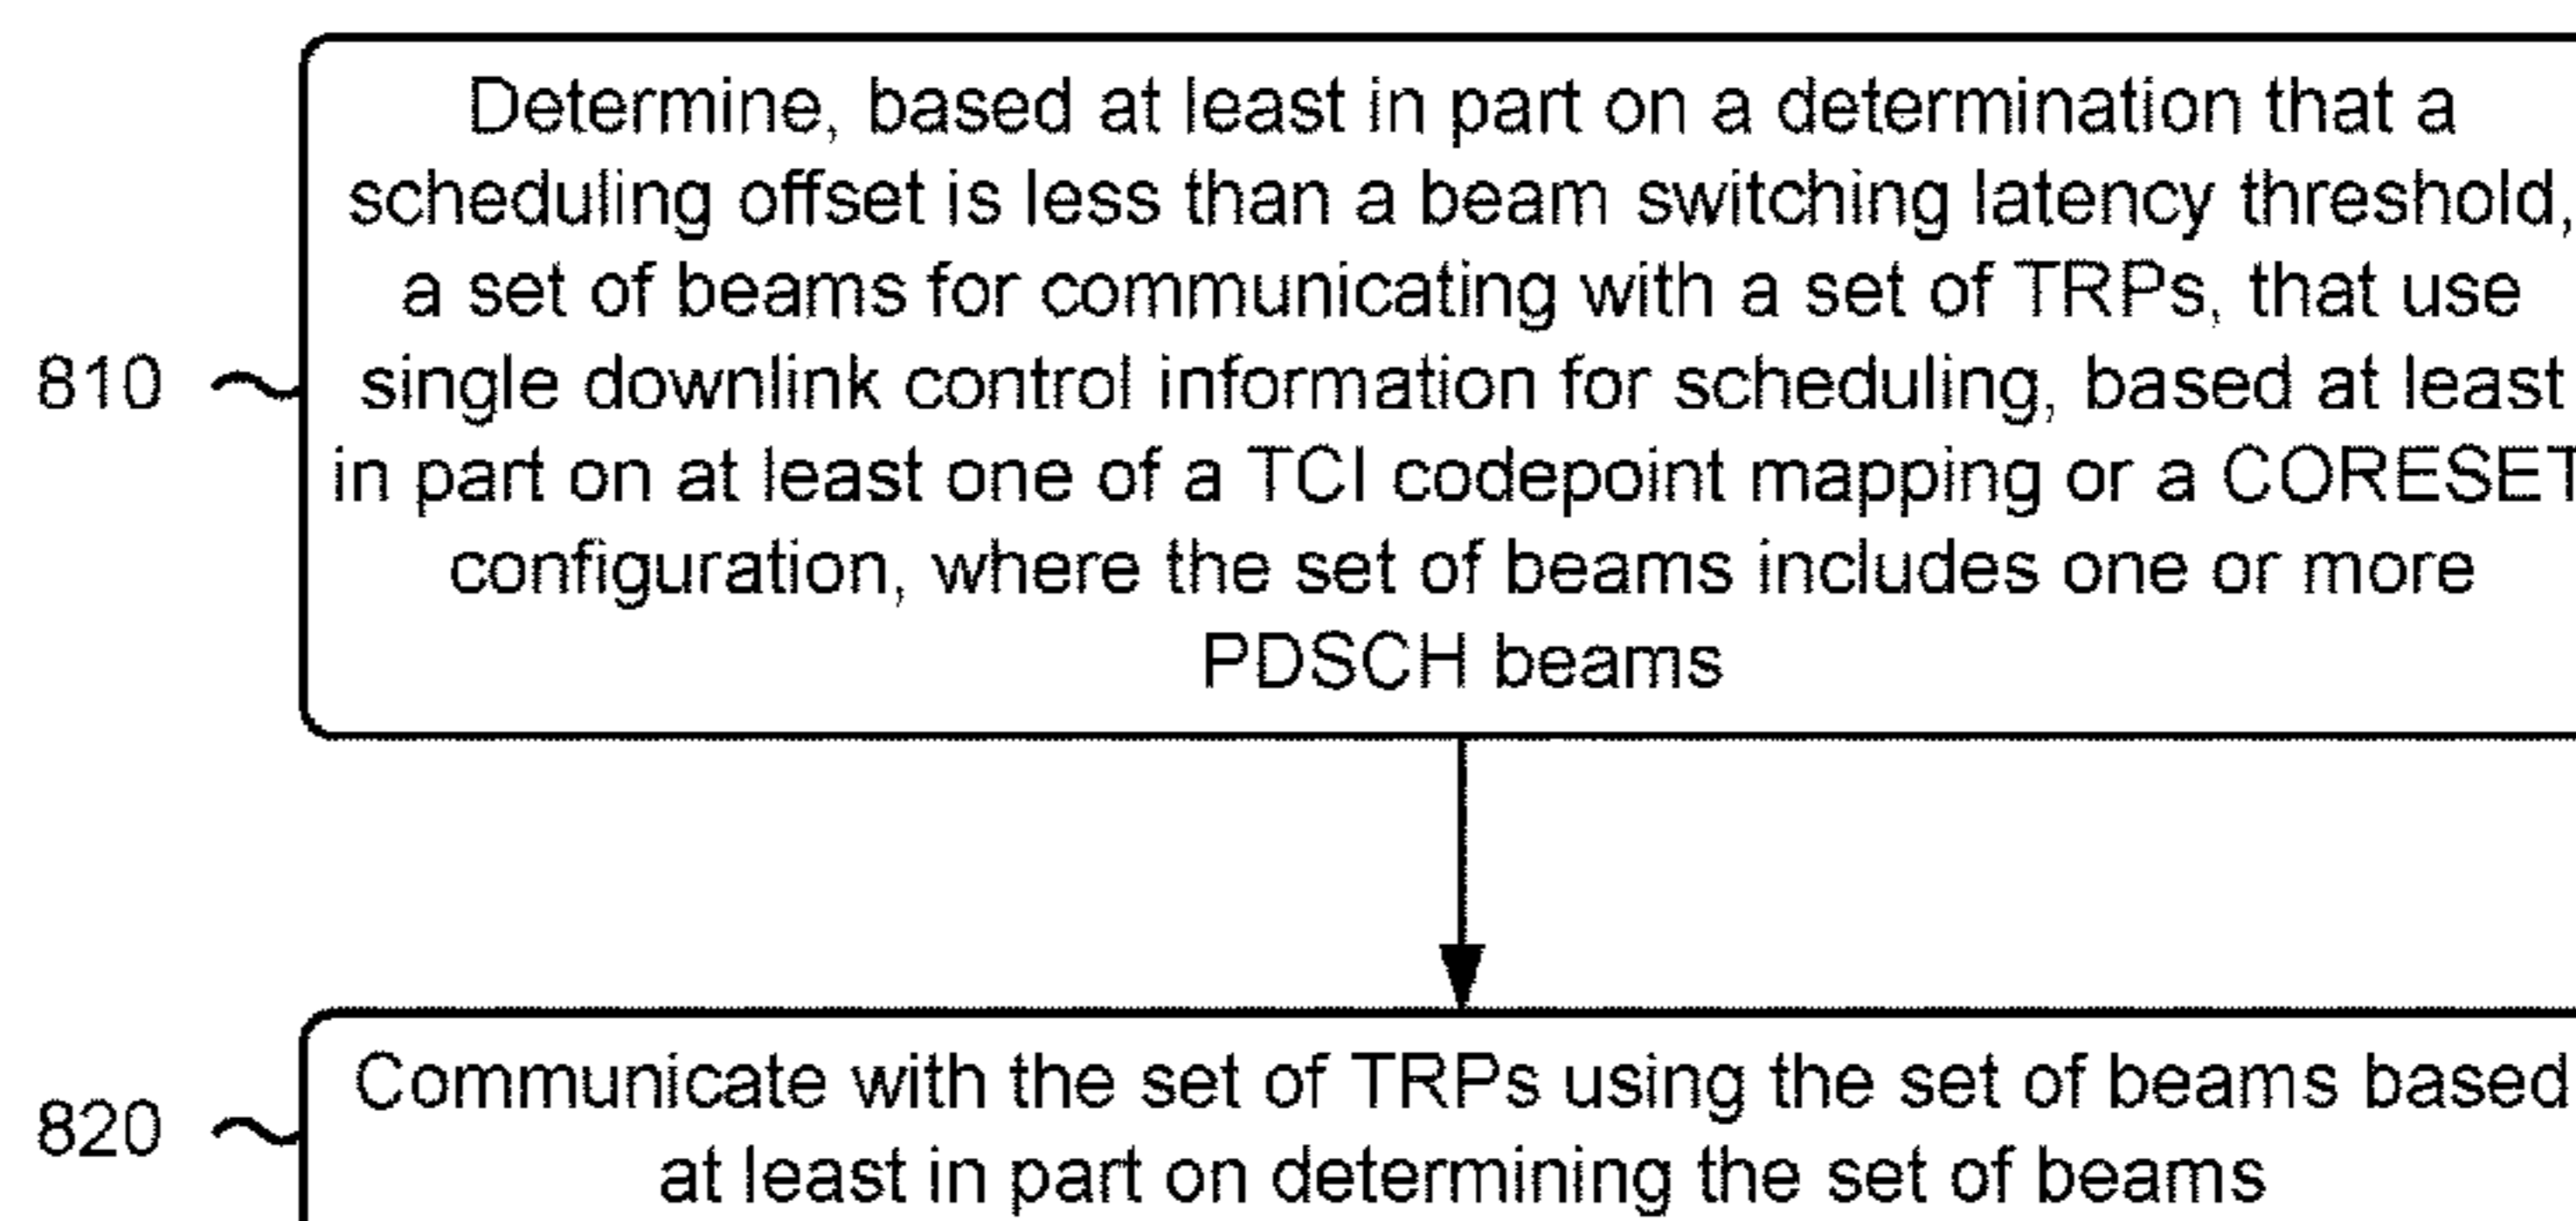 Determine, based at least in part on a determination that a
scheduling offset is less than a beam switching latency threshold,
a set of beams for communicating with a set of TRPs, that use
810
single downlink control information for scheduling, based at least
in part on at least one of a TCI codepoint mapping or a CORESET
configuration, where the set of beams includes one or more
PDSCH beams
820
Communicate with the set of TRPs using the set of beams based
at least in part on determining the set of beams